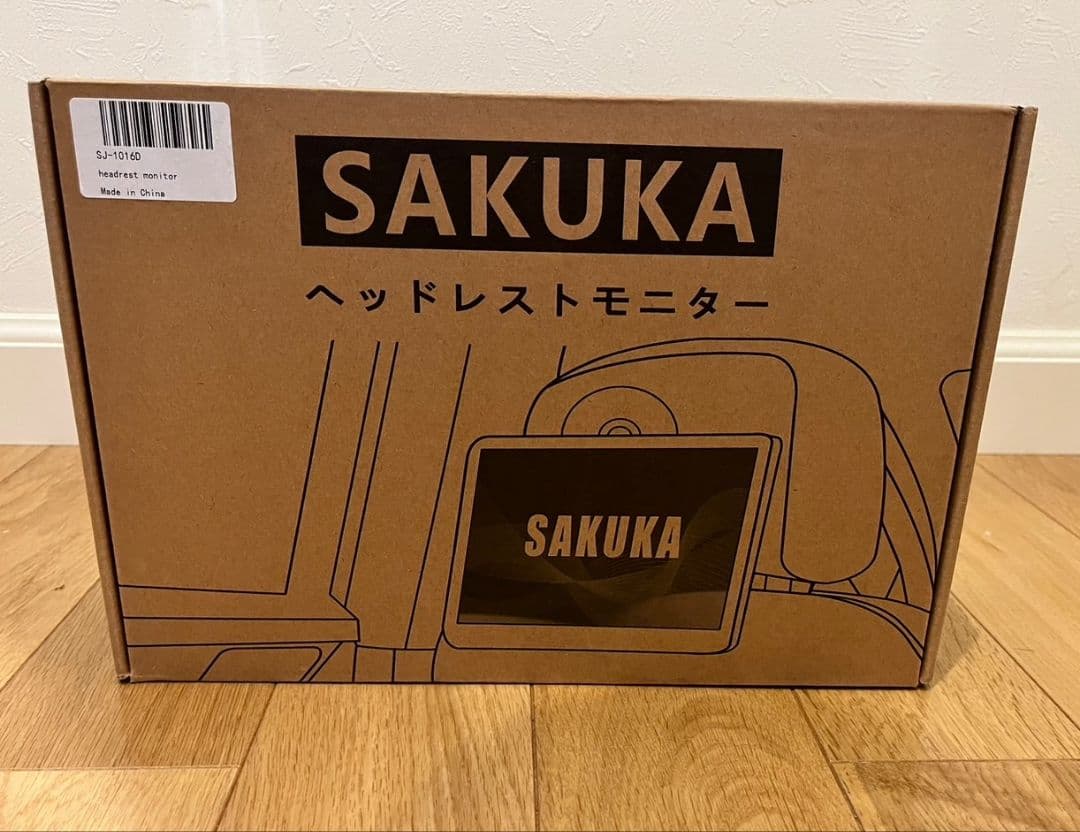 SJ-1016D
headrest monitor
Made in China
SAKUKA
ヘッドレストモニター
SAKUKA